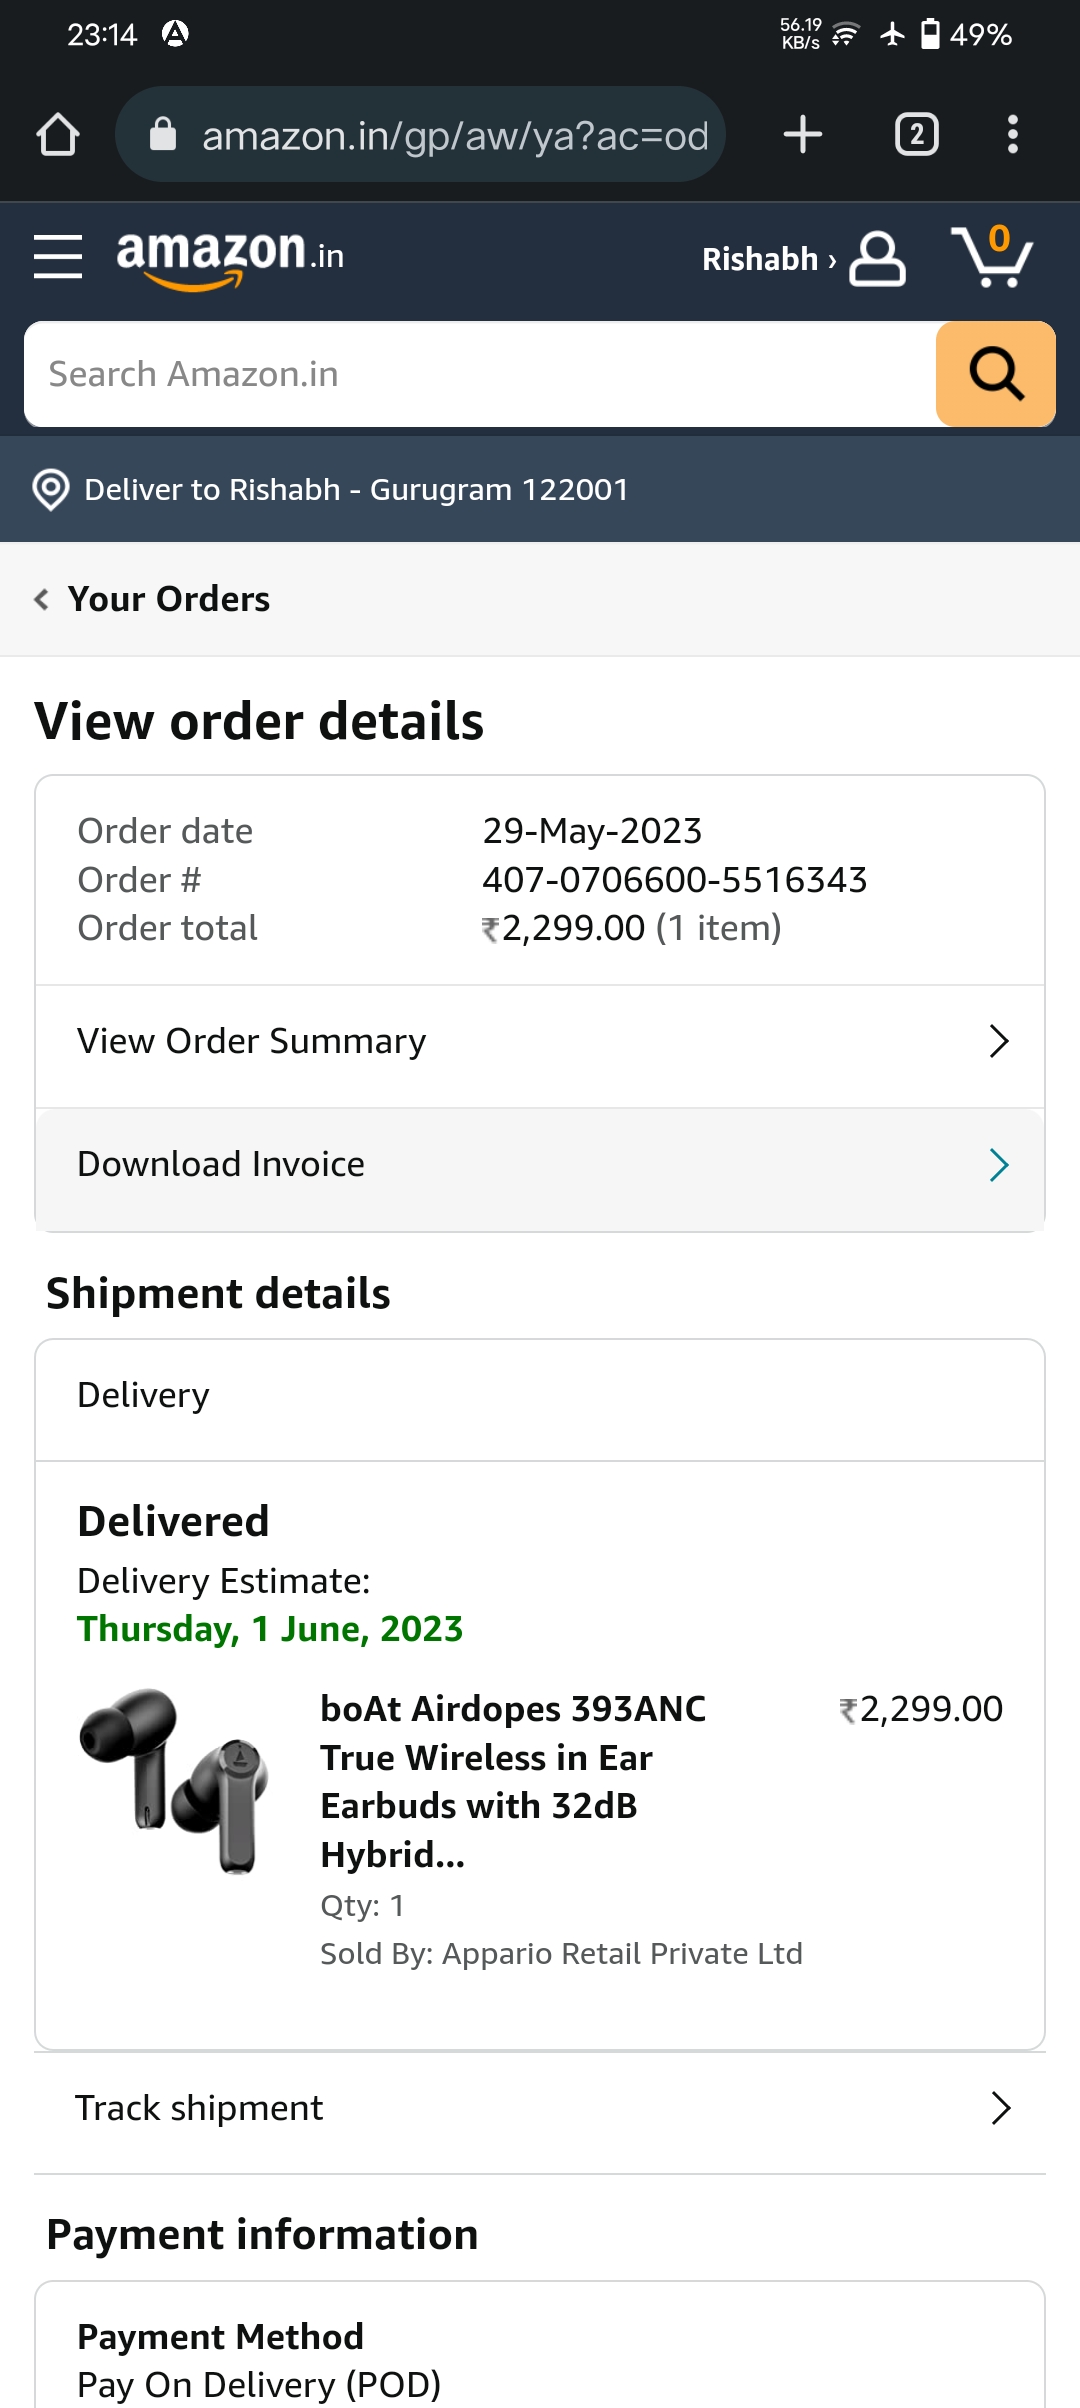 23:14
56.19
KB/s
49%
amazon.in/gp/aw/ya?ac=od
2
amazon.in
Rishabh ›
0
Search Amazon.in
Deliver to Rishabh - Gurugram 122001
Your Orders
View order details
Order date 29-May-2023
Order # 407-0706600-5516343
Order total ₹2,299.00 (1 item)
View Order Summary
Download Invoice
Shipment details
Delivery
Delivered
Delivery Estimate:
Thursday, 1 June, 2023
boAt Airdopes 393ANC ₹2,299.00
True Wireless in Ear
Earbuds with 32dB
Hybrid...
Qty: 1
Sold By: Appario Retail Private Ltd
Track shipment
Payment information
Payment Method
Pay On Delivery (POD)